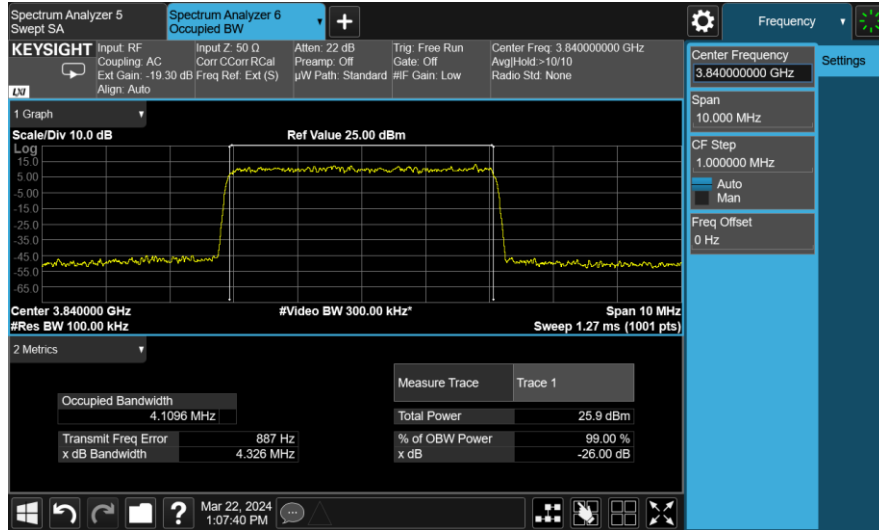 Spectrum Analyzer 5
Swept SA
Spectrum Analyzer 6
Occupied BW
Frequency
KEYSIGHT
LXI
Input: RF
Coupling: AC
Ext Gain: -19.30 dB
Align: Auto
Input Z: 50 Ω
Corr CCorr RCal
Freq Ref: Ext (S)
Atten: 22 dB
Preamp: Off
µW Path: Standard
Trig: Free Run
Gate: Off
#IF Gain: Low
Center Freq: 3.840000000 GHz
Avg|Hold:>10/10
Radio Std: None
Center Frequency
3.840000000 GHz
Settings
Span
10.000 MHz
CF Step
1.000000 MHz
Auto
Man
Freq Offset
0 Hz
1 Graph
Scale/Div 10.0 dB
Ref Value 25.00 dBm
Log
15.0
5.00
-5.00
-15.0
-25.0
-35.0
-45.0
-55.0
-65.0
Center 3.840000 GHz
#Video BW 300.00 kHz*
Span 10 MHz
#Res BW 100.00 kHz
Sweep 1.27 ms (1001 pts)
2 Metrics
Measure Trace
Trace 1
Occupied Bandwidth
4.1096 MHz
Total Power
25.9 dBm
Transmit Freq Error
887 Hz
% of OBW Power
99.00 %
x dB Bandwidth
4.326 MHz
x dB
-26.00 dB
?
Mar 22, 2024
1:07:40 PM